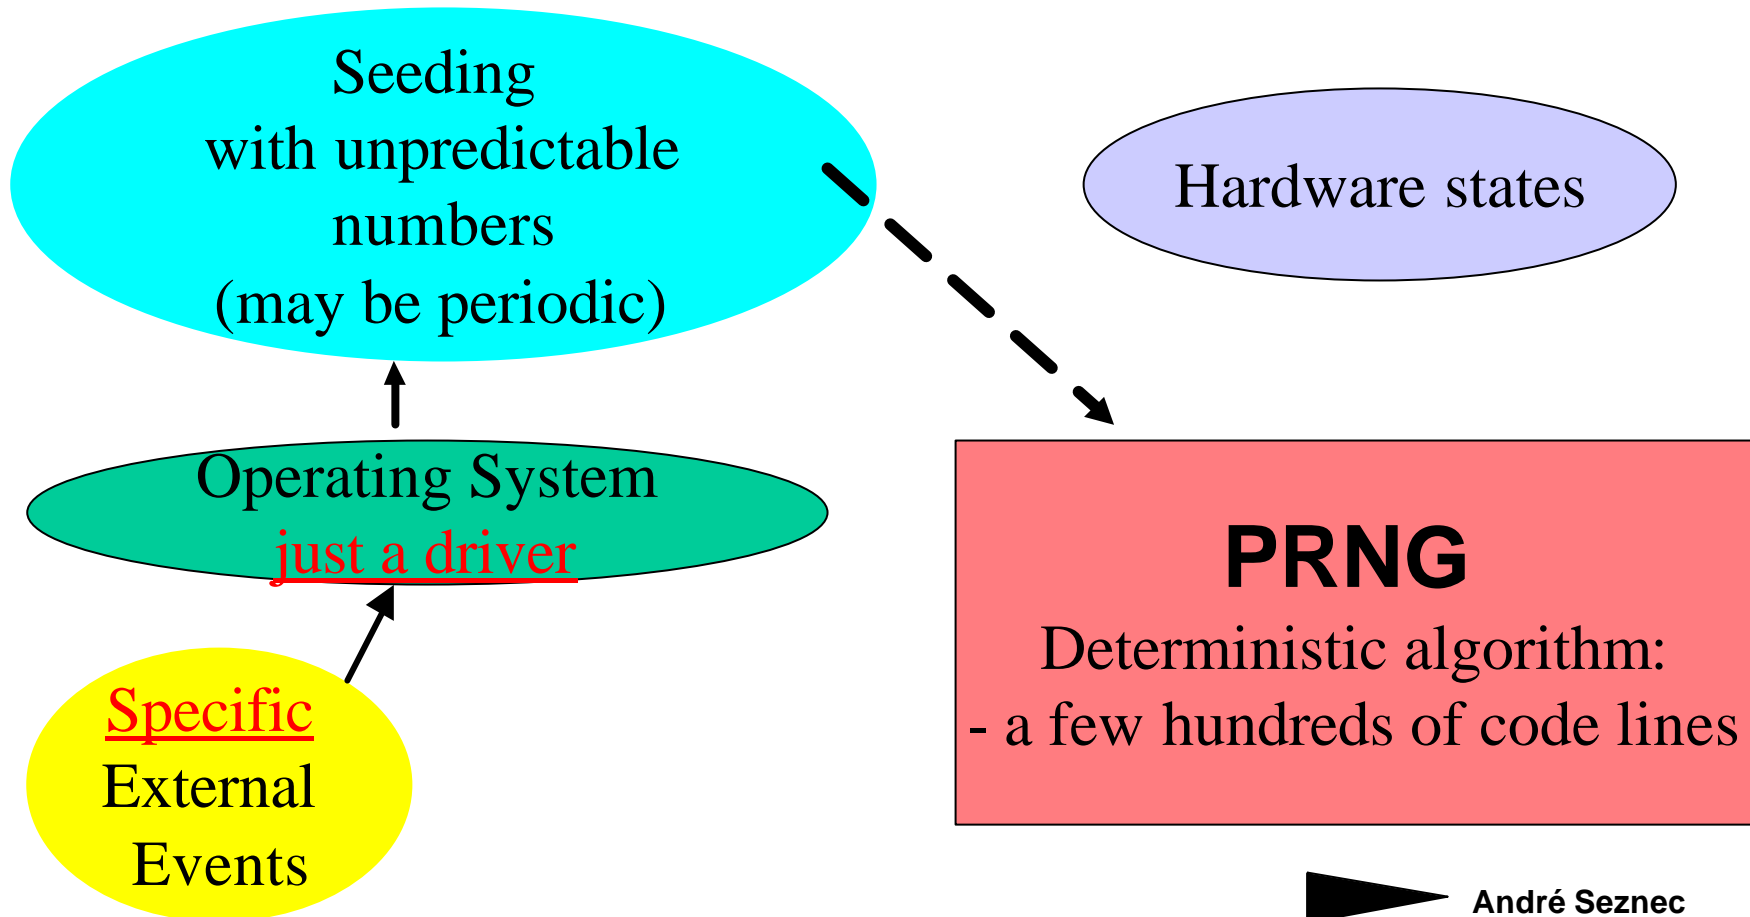 Seeding
with unpredictable
numbers
(may be periodic)
Hardware states
Operating System
just a driver
Specific
External
Events
PRNG
Deterministic algorithm:
- a few hundreds of code lines
André Seznec